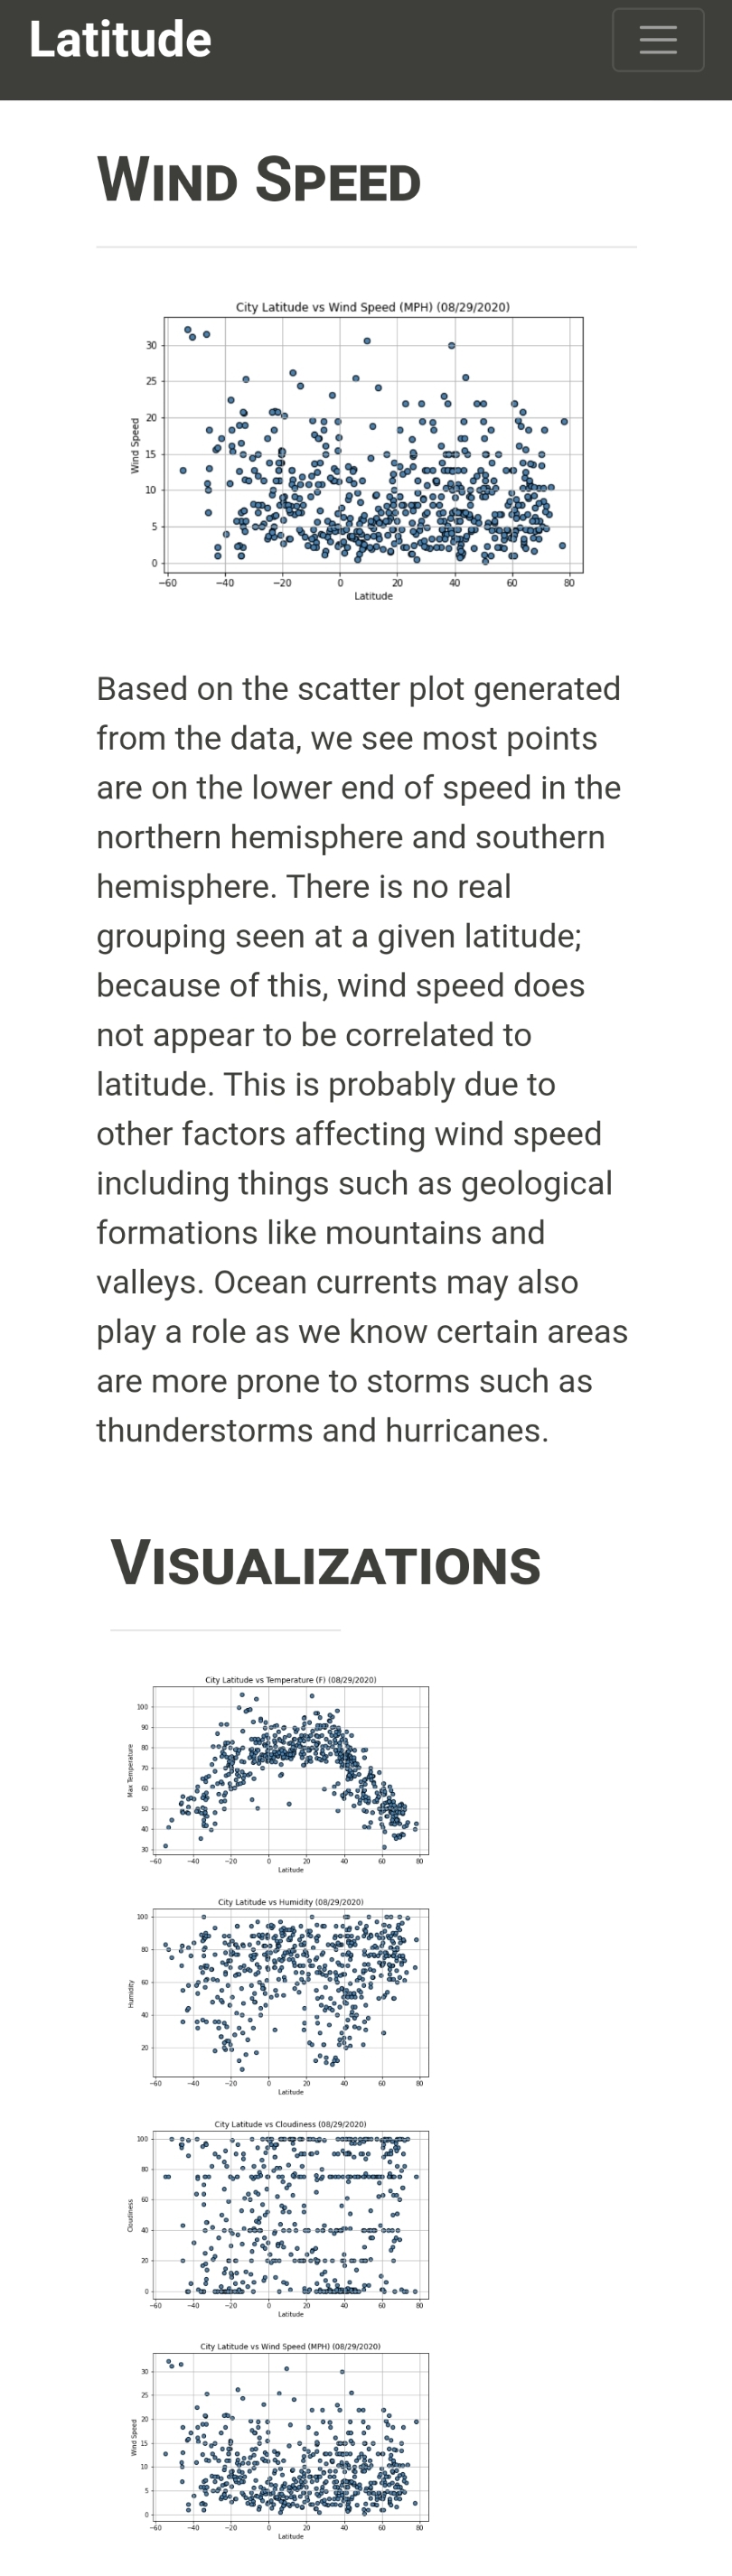 Latitude
WIND SPEED
City Latitude vs Wind Speed (MPH) (08/29/2020)
30
25
20
15
10
5
0
Wind Speed
−60 −40 −20 0 20 40 60 80
Latitude
Based on the scatter plot generated
from the data, we see most points
are on the lower end of speed in the
northern hemisphere and southern
hemisphere. There is no real
grouping seen at a given latitude;
because of this, wind speed does
not appear to be correlated to
latitude. This is probably due to
other factors affecting wind speed
including things such as geological
formations like mountains and
valleys. Ocean currents may also
play a role as we know certain areas
are more prone to storms such as
thunderstorms and hurricanes.
VISUALIZATIONS
City Latitude vs Temperature (F) (08/29/2020)
100
90
80
70
60
50
40
30
Max Temperature
−60 −40 −20 0 20 40 60 80
Latitude
City Latitude vs Humidity (08/29/2020)
100
80
60
40
20
Humidity
−60 −40 −20 0 20 40 60 80
Latitude
City Latitude vs Cloudiness (08/29/2020)
100
80
60
40
20
0
Cloudiness
−60 −40 −20 0 20 40 60 80
Latitude
City Latitude vs Wind Speed (MPH) (08/29/2020)
30
25
20
15
10
5
0
Wind Speed
−60 −40 −20 0 20 40 60 80
Latitude